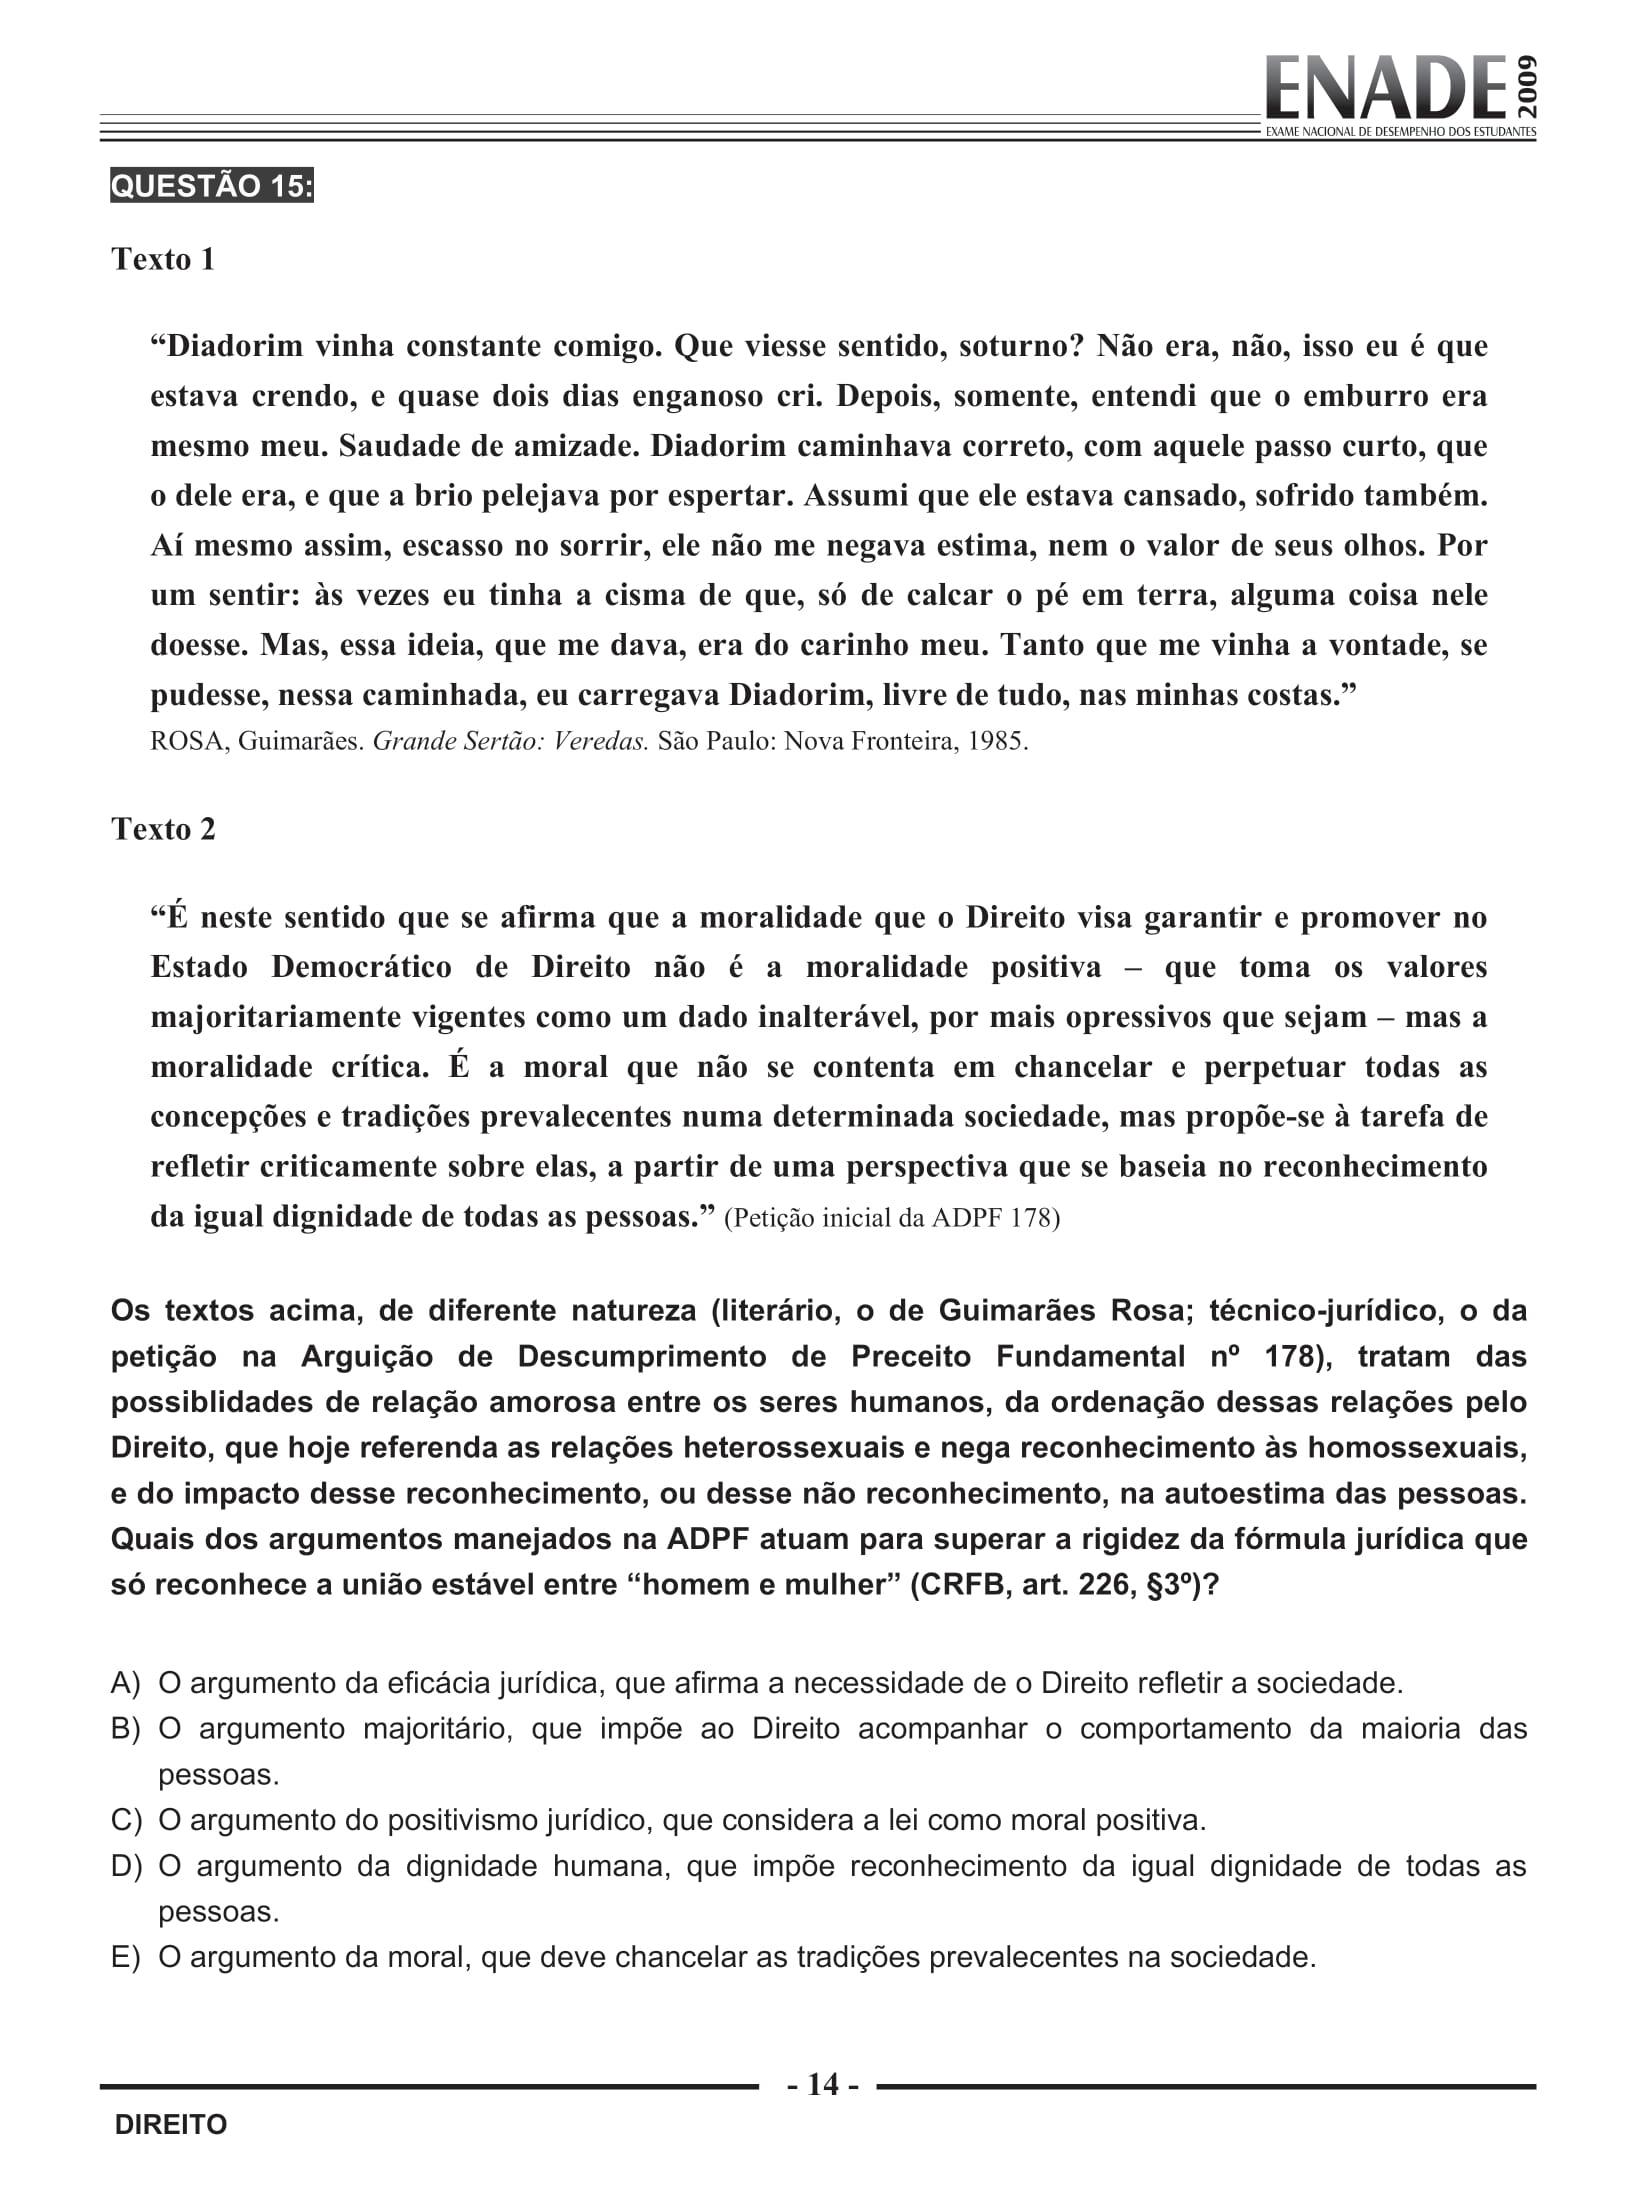 ENADE 2009
EXAME NACIONAL DE DESEMPENHO DOS ESTUDANTES
QUESTÃO 15:
Texto 1
“Diadorim vinha constante comigo. Que viesse sentido, soturno? Não era, não, isso eu é que
estava crendo, e quase dois dias enganoso cri. Depois, somente, entendi que o emburro era
mesmo meu. Saudade de amizade. Diadorim caminhava correto, com aquele passo curto, que
o dele era, e que a brio pelejava por espertar. Assumi que ele estava cansado, sofrido também.
Aí mesmo assim, escasso no sorrir, ele não me negava estima, nem o valor de seus olhos. Por
um sentir: às vezes eu tinha a cisma de que, só de calcar o pé em terra, alguma coisa nele
doesse. Mas, essa ideia, que me dava, era do carinho meu. Tanto que me vinha a vontade, se
pudesse, nessa caminhada, eu carregava Diadorim, livre de tudo, nas minhas costas.”
ROSA, Guimarães. Grande Sertão: Veredas. São Paulo: Nova Fronteira, 1985.
Texto 2
“É neste sentido que se afirma que a moralidade que o Direito visa garantir e promover no
Estado Democrático de Direito não é a moralidade positiva – que toma os valores
majoritariamente vigentes como um dado inalterável, por mais opressivos que sejam – mas a
moralidade crítica. É a moral que não se contenta em chancelar e perpetuar todas as
concepções e tradições prevalecentes numa determinada sociedade, mas propõe-se à tarefa de
refletir criticamente sobre elas, a partir de uma perspectiva que se baseia no reconhecimento
da igual dignidade de todas as pessoas.” (Petição inicial da ADPF 178)
Os textos acima, de diferente natureza (literário, o de Guimarães Rosa; técnico-jurídico, o da
petição na Arguição de Descumprimento de Preceito Fundamental nº 178), tratam das
possiblidades de relação amorosa entre os seres humanos, da ordenação dessas relações pelo
Direito, que hoje referenda as relações heterossexuais e nega reconhecimento às homossexuais,
e do impacto desse reconhecimento, ou desse não reconhecimento, na autoestima das pessoas.
Quais dos argumentos manejados na ADPF atuam para superar a rigidez da fórmula jurídica que
só reconhece a união estável entre “homem e mulher” (CRFB, art. 226, §3º)?
A) O argumento da eficácia jurídica, que afirma a necessidade de o Direito refletir a sociedade.
B) O argumento majoritário, que impõe ao Direito acompanhar o comportamento da maioria das
pessoas.
C) O argumento do positivismo jurídico, que considera a lei como moral positiva.
D) O argumento da dignidade humana, que impõe reconhecimento da igual dignidade de todas as
pessoas.
E) O argumento da moral, que deve chancelar as tradições prevalecentes na sociedade.
- 14 -
DIREITO